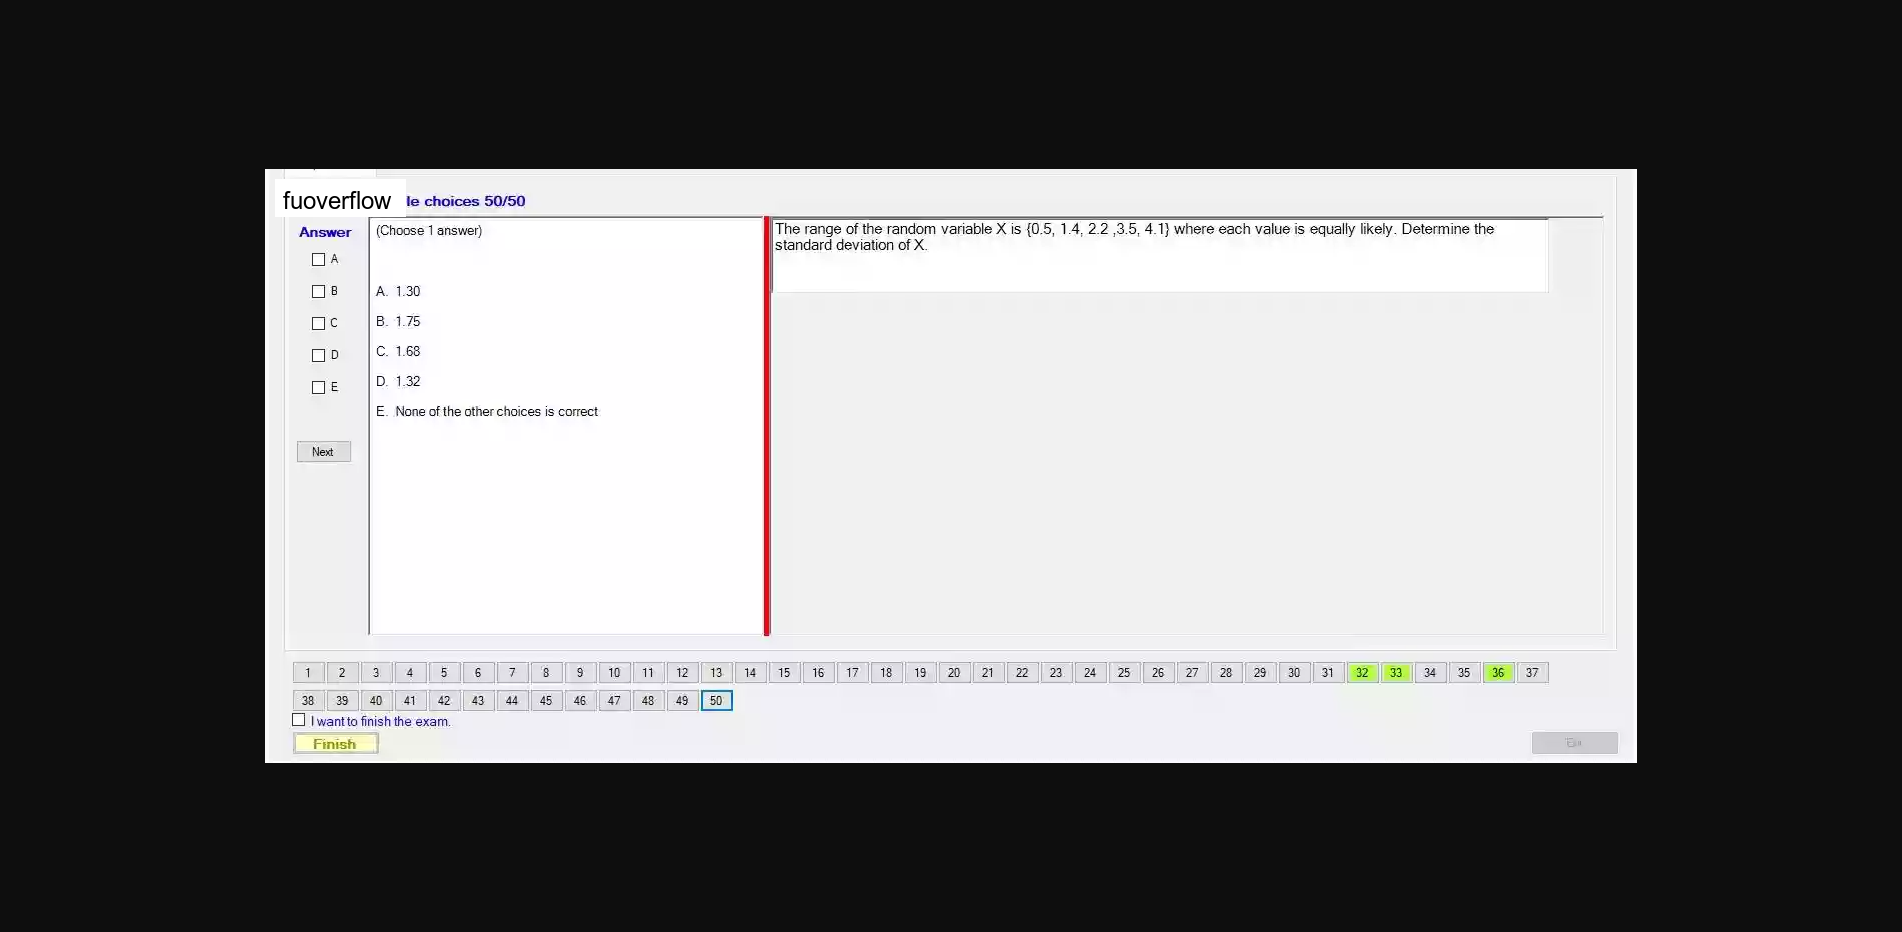 fuoverflow le choices 50/50
Answer
A
B
C
D
E
Next
(Choose 1 answer)
A. 1.30
B. 1.75
C. 1.68
D. 1.32
E. None of the other choices is correct
The range of the random variable X is {0.5, 1.4, 2.2 ,3.5, 4.1} where each value is equally likely. Determine the
standard deviation of X.
1 2 3 4 5 6 7 8 9 10 11 12 13 14 15 16 17 18 19 20 21 22 23 24 25 26 27 28 29 30 31 32 33 34 35 36 37
38 39 40 41 42 43 44 45 46 47 48 49 50
I want to finish the exam.
Finish